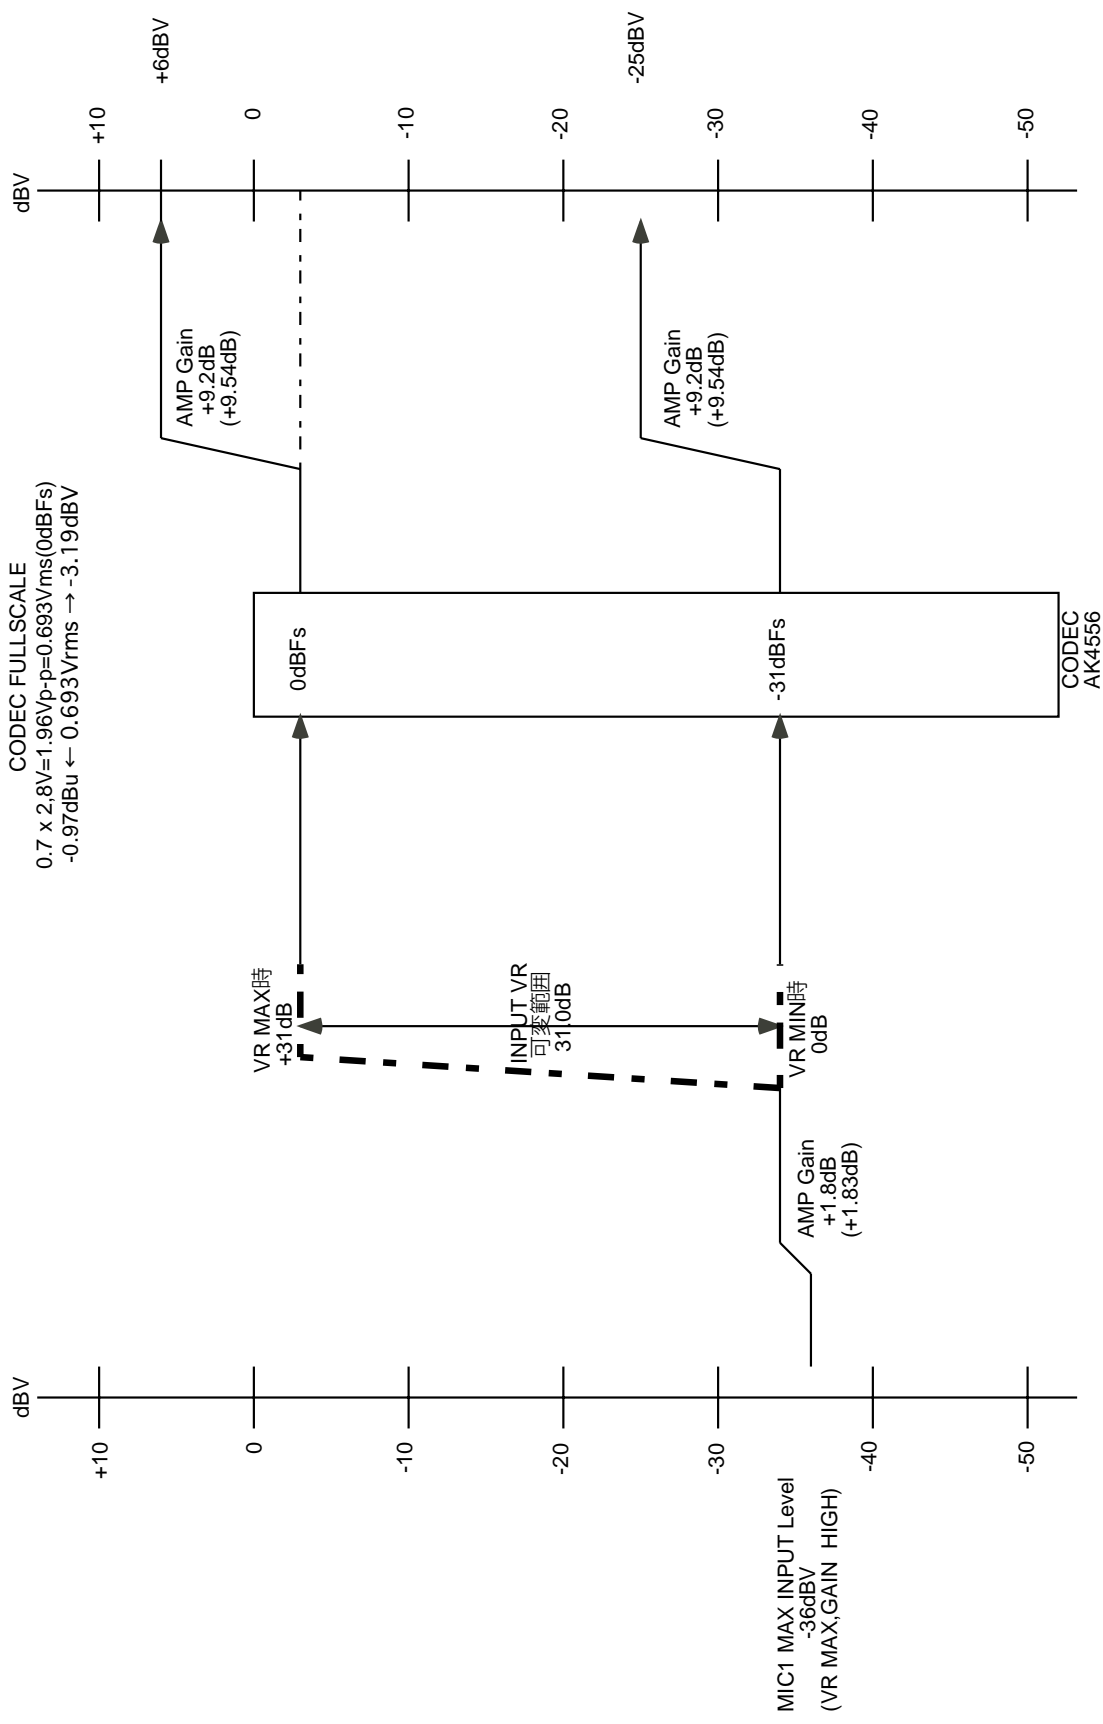 CODEC FULLSCALE
0.7 x 2,8V=1.96Vp-p=0.693Vms(0dBFs)
-0.97dBu ← 0.693Vrms → -3.19dBV
dBV
+10
0
-10
-20
-30
-40
-50
MIC1 MAX INPUT Level
-36dBV
(VR MAX,GAIN HIGH)
AMP Gain
+1.8dB
(+1.83dB)
VR MAX時
+31dB
INPUT VR
可変範囲
31.0dB
VR MIN時
0dB
0dBFs
-31dBFs
CODEC
AK4556
AMP Gain
+9.2dB
(+9.54dB)
AMP Gain
+9.2dB
(+9.54dB)
dBV
+10
+6dBV
0
-10
-20
-25dBV
-30
-40
-50